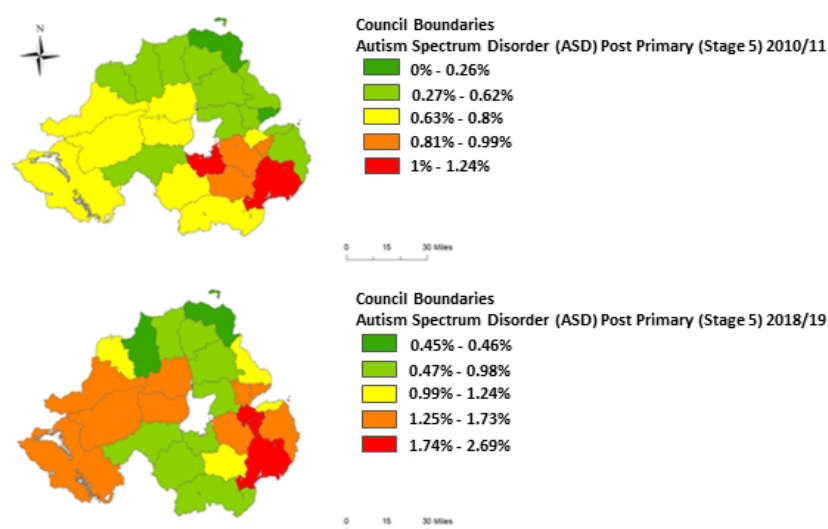 N
Council Boundaries
Autism Spectrum Disorder (ASD) Post Primary (Stage 5) 2010/11
0% - 0.26%
0.27% - 0.62%
0.63% - 0.8%
0.81% - 0.99%
1% - 1.24%
0 15 30 Miles
Council Boundaries
Autism Spectrum Disorder (ASD) Post Primary (Stage 5) 2018/19
0.45% - 0.46%
0.47% - 0.98%
0.99% - 1.24%
1.25% - 1.73%
1.74% - 2.69%
0 15 30 Miles